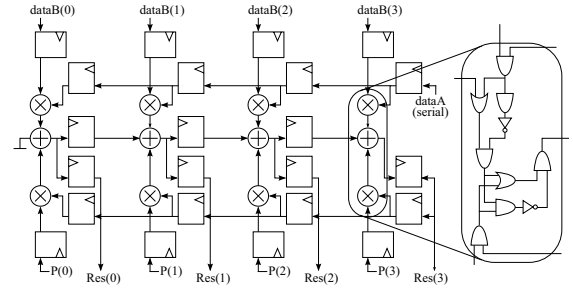 dataB(0) dataB(1) dataB(2) dataB(3)
dataA
(serial)
P(0) P(1) P(2) P(3)
Res(0) Res(1) Res(2) Res(3)